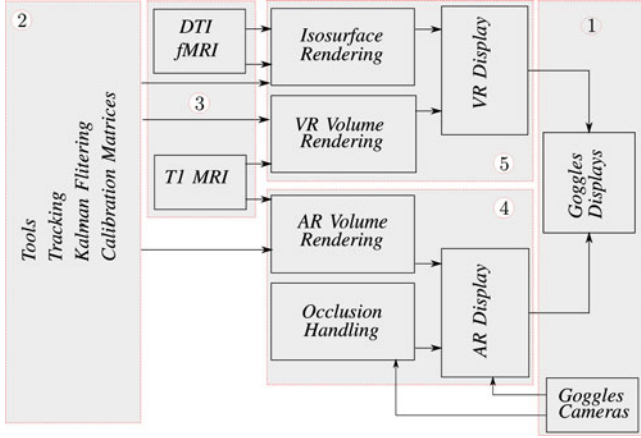 2
Tools
Tracking
Kalman Flitering
Calibration Matrices
DTI
fMRI
3
T1 MRI
Isosurface
Rendering
VR Volume
Rendering
VR Display
5
4
AR Volume
Rendering
Occlusion
Handling
AR Display
1
Goggles
Displays
Goggles
Cameras